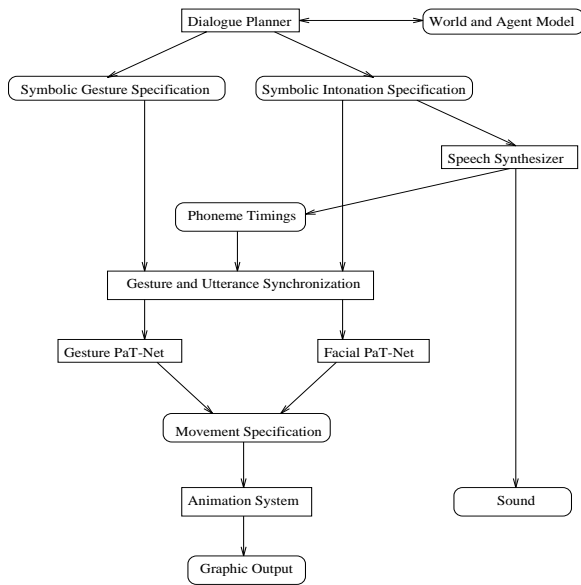 Dialogue Planner
World and Agent Model
Symbolic Gesture Specification
Symbolic Intonation Specification
Speech Synthesizer
Phoneme Timings
Gesture and Utterance Synchronization
Gesture PaT-Net
Facial PaT-Net
Movement Specification
Animation System
Sound
Graphic Output